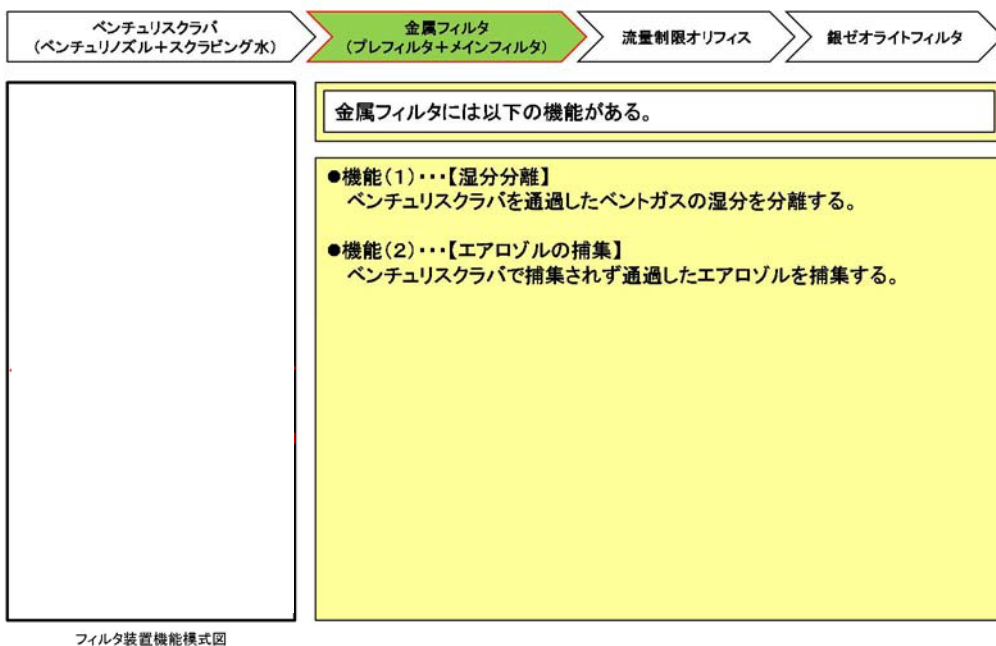 ベンチュリスクラバ
(ベンチュリノズル+スクラビング水)
金属フィルタ
(プレフィルタ+メインフィルタ)
流量制限オリフィス
銀ゼオライトフィルタ
金属フィルタには以下の機能がある。
●機能(1)・・・【湿分分離】
ベンチュリスクラバを通過したベントガスの湿分を分離する。
●機能(2)・・・【エアロゾルの捕集】
ベンチュリスクラバで捕集されず通過したエアロゾルを捕集する。
フィルタ装置機能模式図